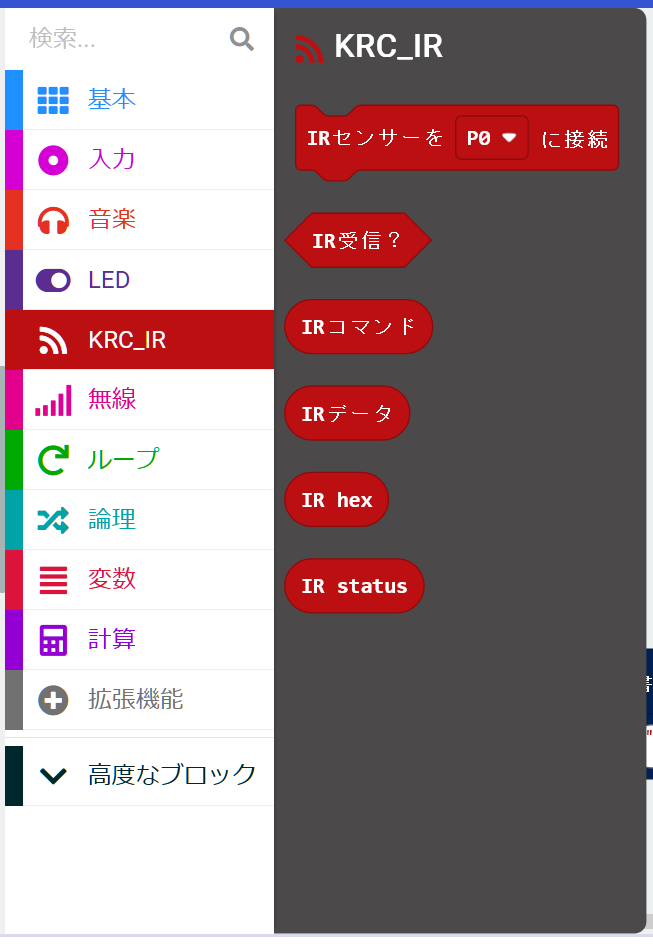 検索...
基本
入力
音楽
LED
KRC_IR
無線
ループ
論理
変数
計算
拡張機能
高度なブロック
KRC_IR
IRセンサーを P0 に接続
IR受信？
IRコマンド
IRデータ
IR hex
IR status